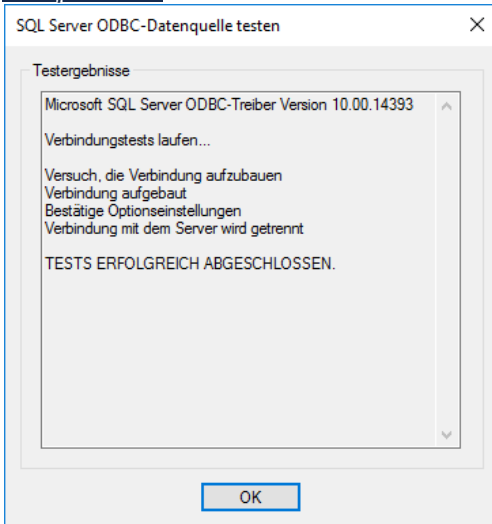 SQL Server ODBC-Datenquelle testen
Testergebnisse
Microsoft SQL Server ODBC-Treiber Version 10.00.14393
Verbindungstests laufen...
Versuch, die Verbindung aufzubauen
Verbindung aufgebaut
Bestätige Optionseinstellungen
Verbindung mit dem Server wird getrennt
TESTS ERFOLGREICH ABGESCHLOSSEN.
OK